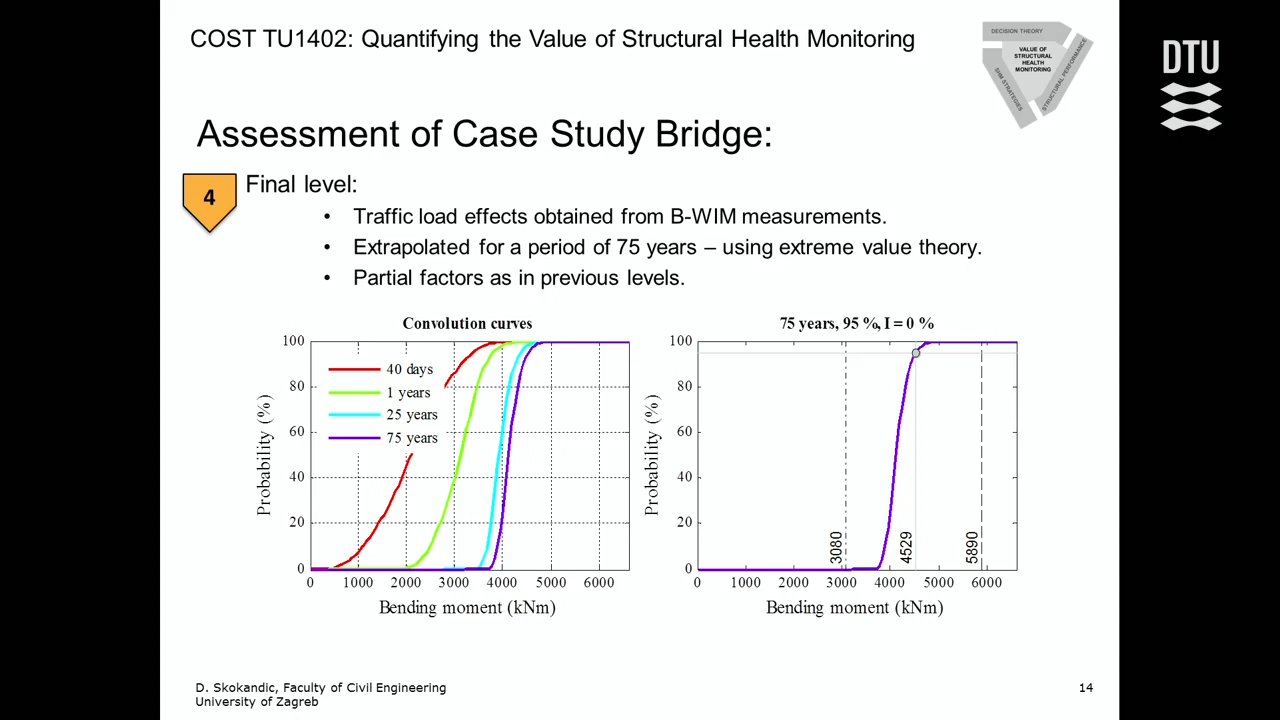 COST TU1402: Quantifying the Value of Structural Health Monitoring
DECISION THEORY
VALUE OF
STRUCTURAL
HEALTH
MONITORING
SHM STRATEGIES
STRUCTURAL PERFORMANCE
DTU
Assessment of Case Study Bridge:
4
Final level:
• Traffic load effects obtained from B-WIM measurements.
• Extrapolated for a period of 75 years – using extreme value theory.
• Partial factors as in previous levels.
Convolution curves
100
80
60
40
20
0
Probability (%)
40 days
1 years
25 years
75 years
0 1000 2000 3000 4000 5000 6000
Bending moment (kNm)
75 years, 95 %, I = 0 %
100
80
60
40
20
0
Probability (%)
3080
4529
5890
0 1000 2000 3000 4000 5000 6000
Bending moment (kNm)
D. Skokandic, Faculty of Civil Engineering
University of Zagreb
14